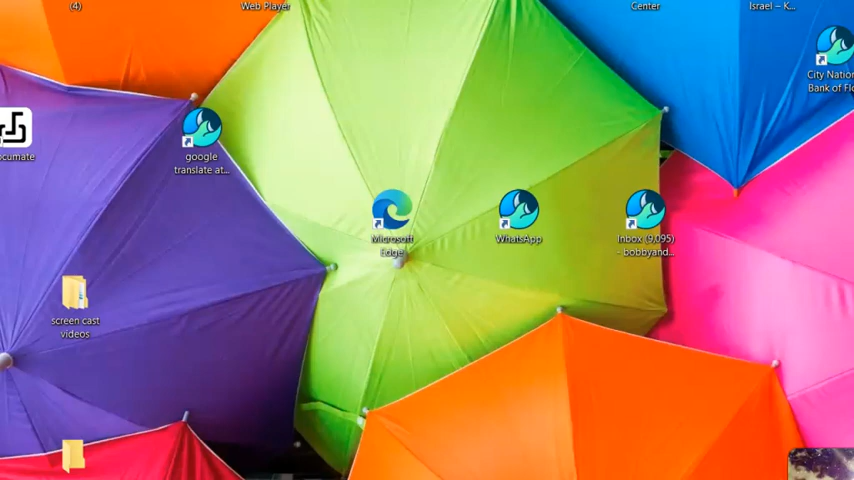 (4)
Web Player
Center
Israel – K...
City Nation
Bank of Flo
ocumate
google
translate at...
Microsoft
Edge
WhatsApp
Inbox (9,095)
- bobbyand...
screen cast
videos